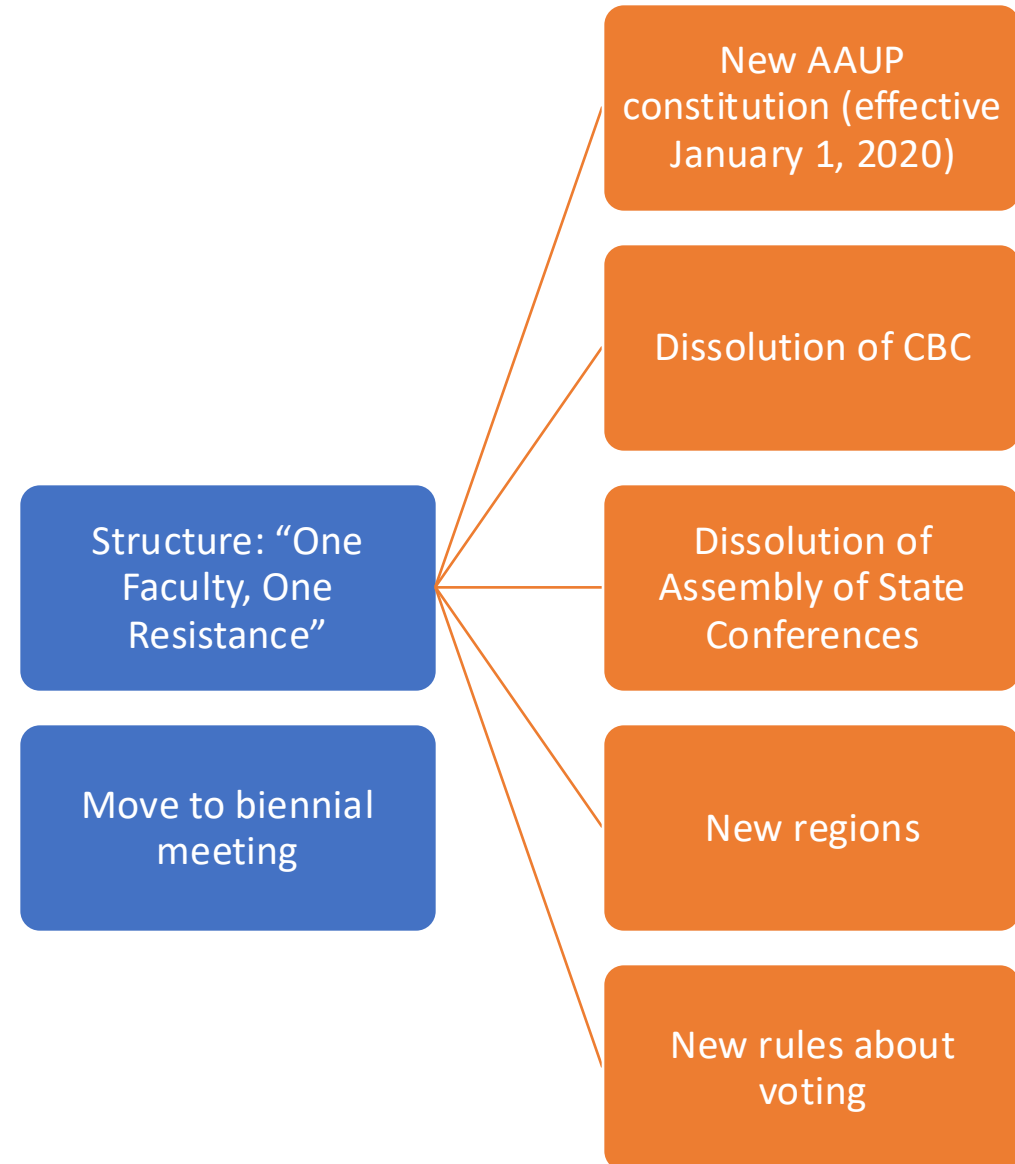 New AAUP
constitution (effective
January 1, 2020)
Dissolution of CBC
Structure: “One
Faculty, One
Resistance”
Dissolution of
Assembly of State
Conferences
Move to biennial
meeting
New regions
New rules about
voting